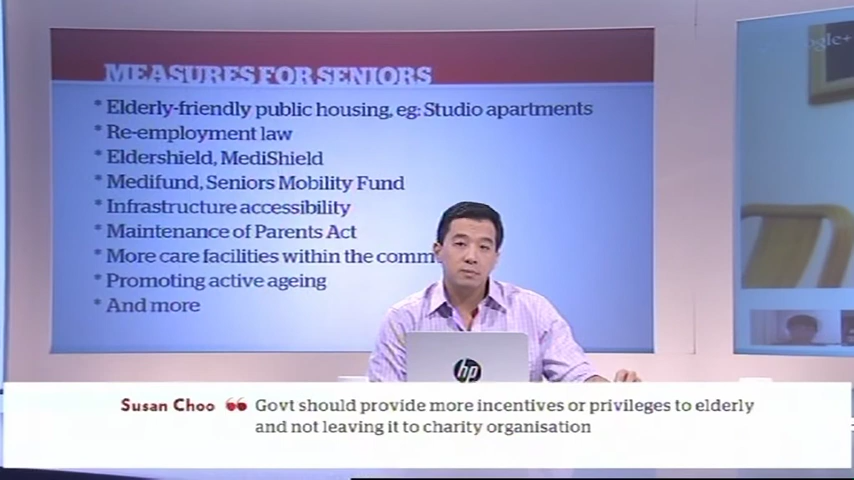 MEASURES FOR SENIORS
* Elderly-friendly public housing, eg: Studio apartments
* Re-employment law
* Eldershield, MediShield
* Medifund, Seniors Mobility Fund
* Infrastructure accessibility
* Maintenance of Parents Act
* More care facilities within the comm
* Promoting active ageing
* And more
ogle+
hp
Susan Choo ❝ Govt should provide more incentives or privileges to elderly
and not leaving it to charity organisation